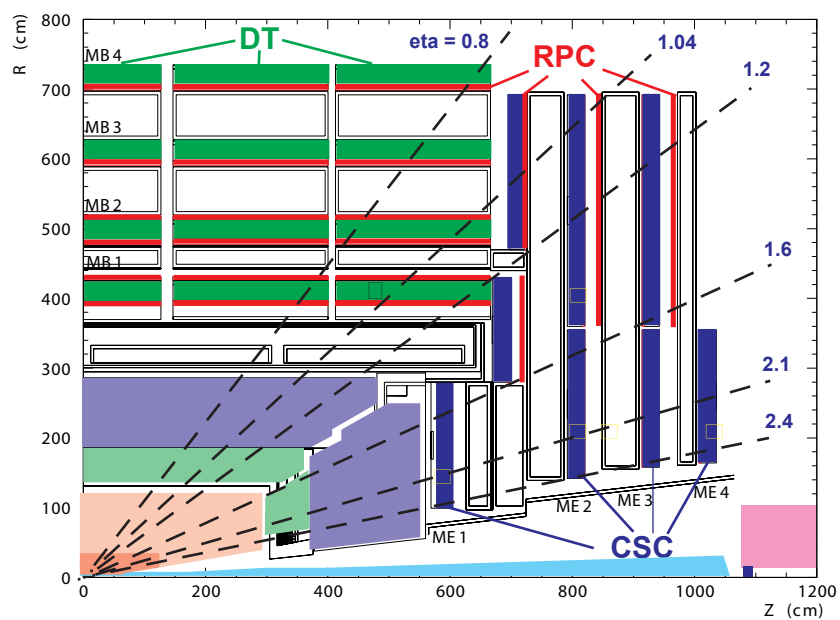 R (cm)
800
700
600
500
400
300
200
100
0
MB 4
MB 3
MB 2
MB 1
DT
eta = 0.8
RPC
1.04
1.2
1.6
2.1
2.4
ME 1
ME 2
ME 3
ME 4
CSC
0
200
400
600
800
1000
1200
Z (cm)